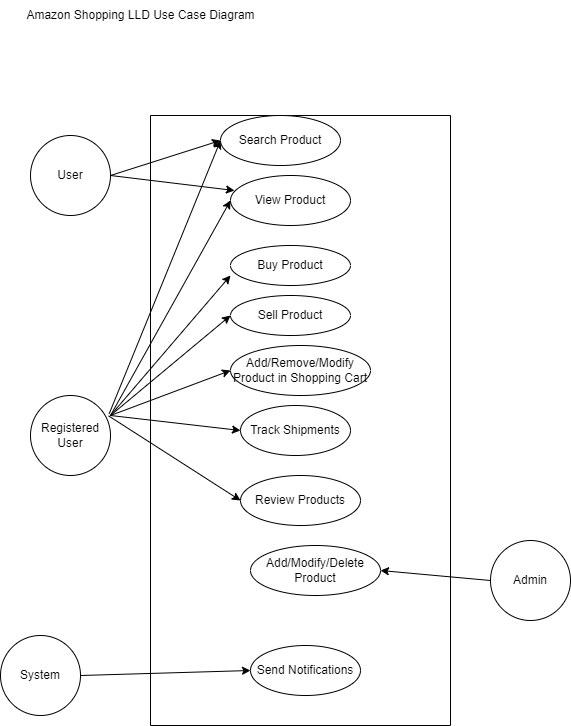 Amazon Shopping LLD Use Case Diagram
Search Product
User
View Product
Buy Product
Sell Product
Add/Remove/Modify
Product in Shopping Cart
Registered
User
Track Shipments
Review Products
Add/Modify/Delete
Product
Admin
System
Send Notifications